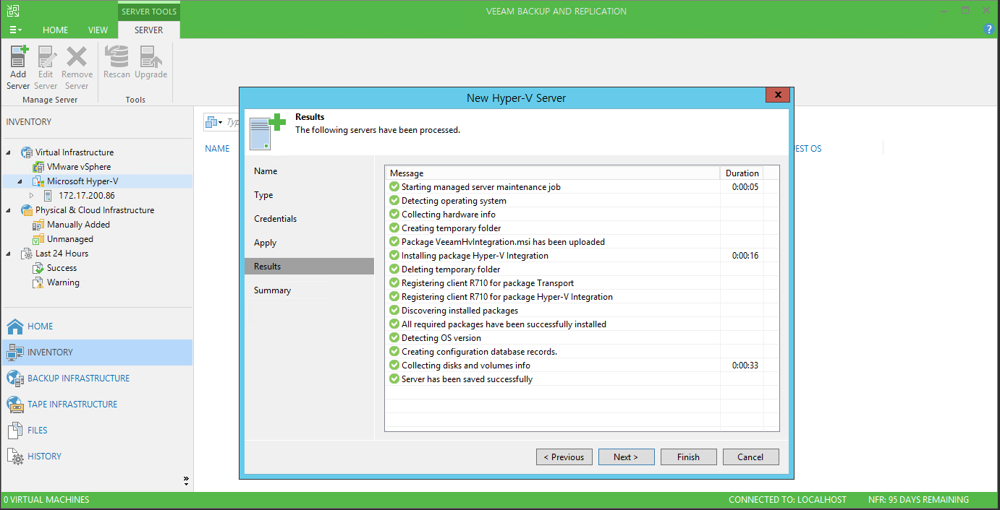 SERVER TOOLS
VEEAM BACKUP AND REPLICATION
HOME VIEW SERVER
Add Server
Edit Server
Remove Server
Rescan
Upgrade
Manage Server
Tools
INVENTORY
Virtual Infrastructure
VMware vSphere
Microsoft Hyper-V
172.17.200.86
Physical & Cloud Infrastructure
Manually Added
Unmanaged
Last 24 Hours
Success
Warning
HOME
INVENTORY
BACKUP INFRASTRUCTURE
TAPE INFRASTRUCTURE
FILES
HISTORY
NAME
EST OS
New Hyper-V Server
Results
The following servers have been processed.
Name
Type
Credentials
Apply
Results
Summary
Message Duration
Starting managed server maintenance job 0:00:05
Detecting operating system
Collecting hardware info
Creating temporary folder
Package VeeamHvIntegration.msi has been uploaded
Installing package Hyper-V Integration 0:00:16
Deleting temporary folder
Registering client R710 for package Transport
Registering client R710 for package Hyper-V Integration
Discovering installed packages
All required packages have been successfully installed
Detecting OS version
Creating configuration database records.
Collecting disks and volumes info 0:00:33
Server has been saved successfully
< Previous Next > Finish Cancel
0 VIRTUAL MACHINES
CONNECTED TO: LOCALHOST
NFR: 95 DAYS REMAINING